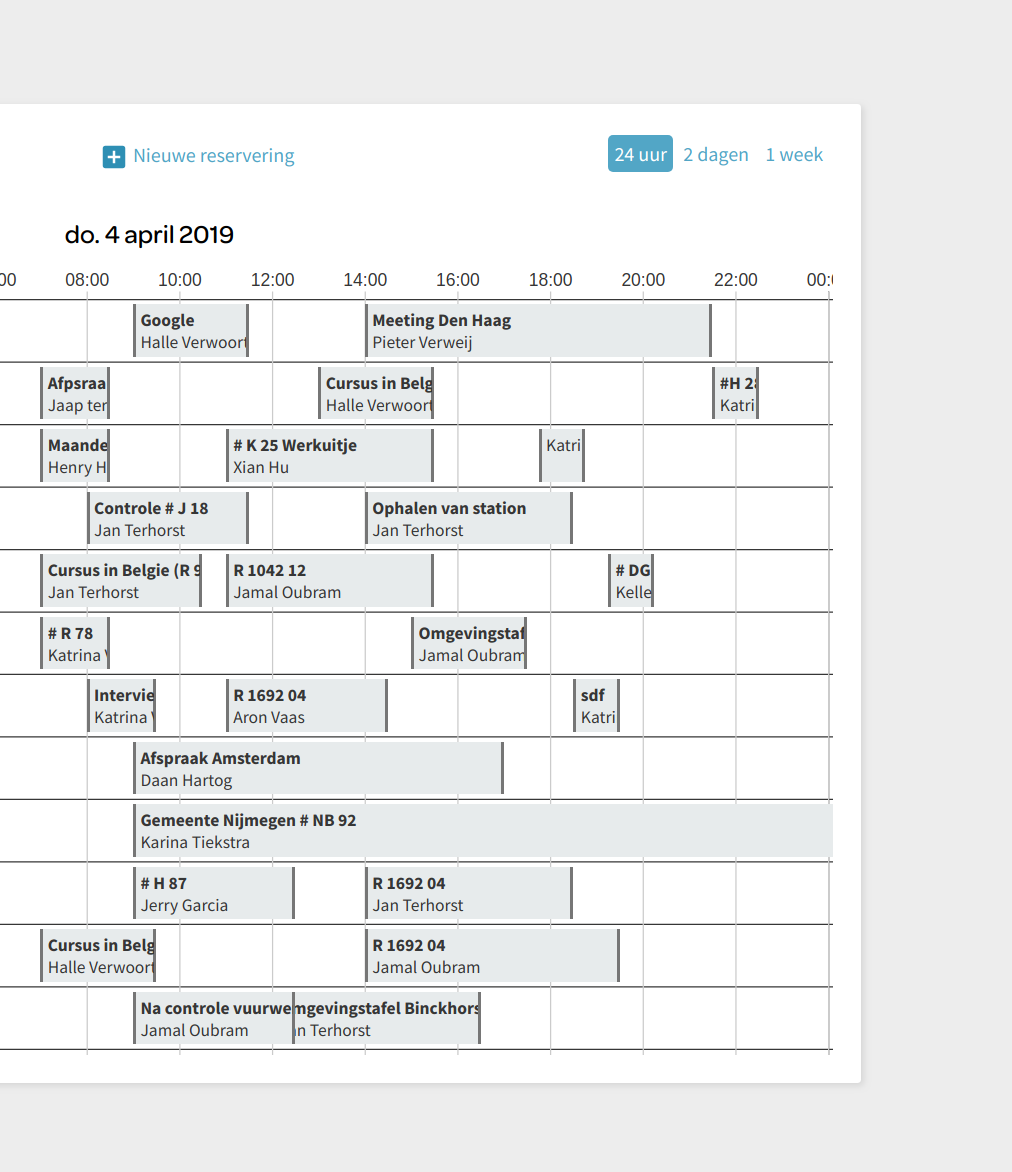 Nieuwe reservering
24 uur 2 dagen 1 week
do. 4 april 2019
00 08:00 10:00 12:00 14:00 16:00 18:00 20:00 22:00 00:
Google Meeting Den Haag
Halle Verwoort Pieter Verweij
Afpsraa Cursus in Belg #H 28
Jaap ter Halle Verwoort Katri
Maande # K 25 Werkuitje Katri
Henry H Xian Hu
Controle # J 18 Ophalen van station
Jan Terhorst Jan Terhorst
Cursus in Belgie (R 9 R 1042 12 # DG
Jan Terhorst Jamal Oubram Kelle
# R 78 Omgevingstaf
Katrina Jamal Oubram
Intervie R 1692 04 sdf
Katrina Aron Vaas Katri
Afspraak Amsterdam
Daan Hartog
Gemeente Nijmegen # NB 92
Karina Tiekstra
# H 87 R 1692 04
Jerry Garcia Jan Terhorst
Cursus in Belg R 1692 04
Halle Verwoort Jamal Oubram
Na controle vuurwe mgevingstafel Binckhors
Jamal Oubram n Terhorst